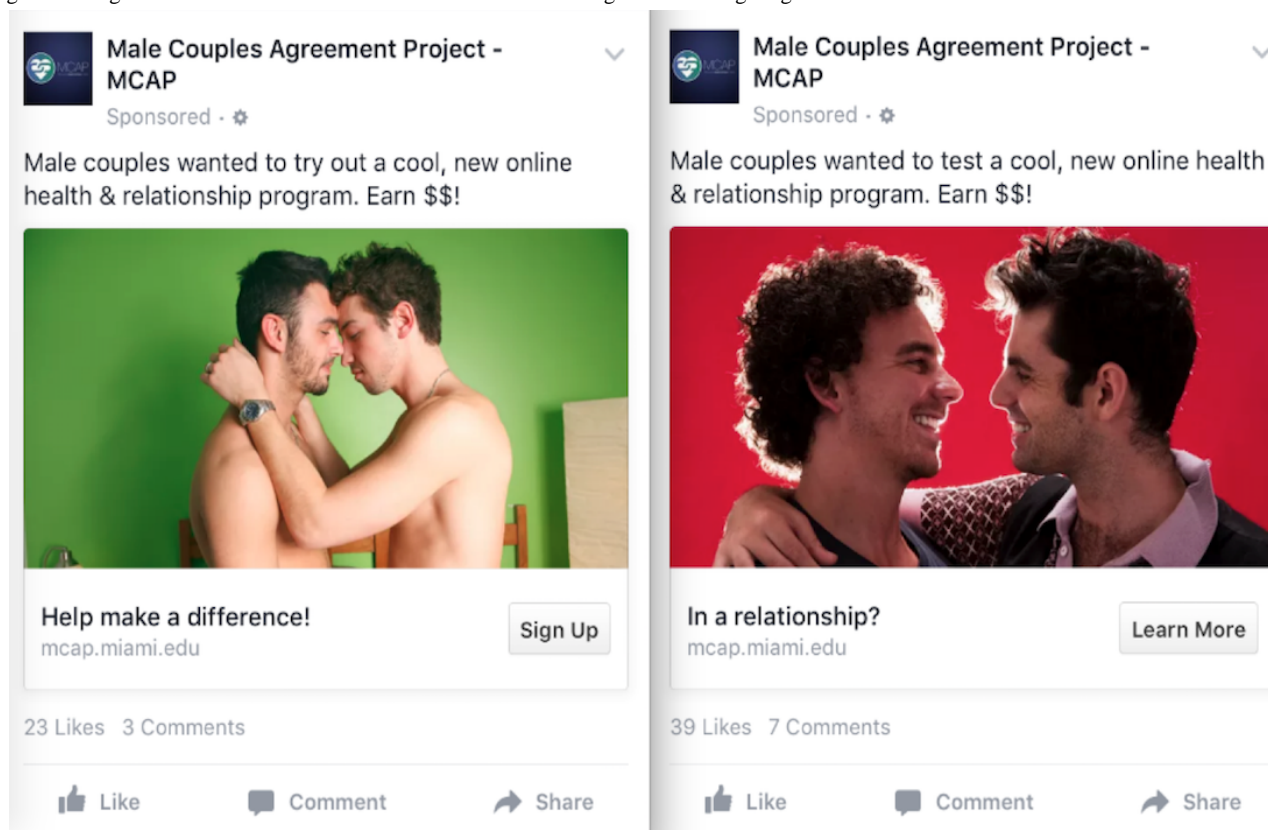 Male Couples Agreement Project -
MCAP
Sponsored ·
Male couples wanted to try out a cool, new online
health & relationship program. Earn $$!
Help make a difference!
mcap.miami.edu
Sign Up
23 Likes 3 Comments
Like Comment Share
Male Couples Agreement Project -
MCAP
Sponsored ·
Male couples wanted to test a cool, new online health
& relationship program. Earn $$!
In a relationship?
mcap.miami.edu
Learn More
39 Likes 7 Comments
Like Comment Share